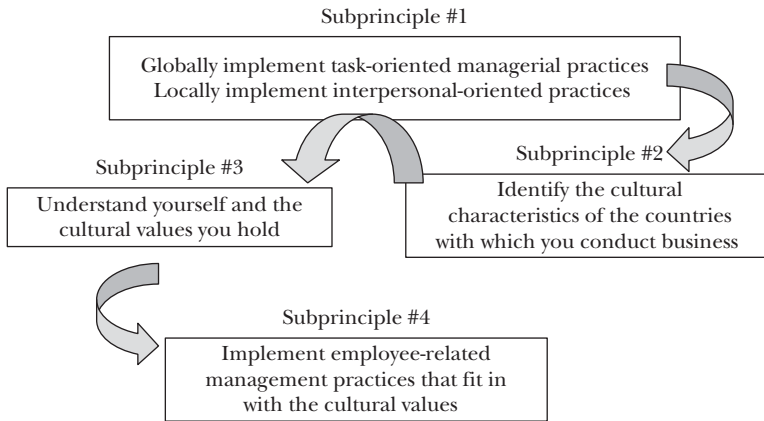 Subprinciple #1
Globally implement task-oriented managerial practices
Locally implement interpersonal-oriented practices
Subprinciple #2
Identify the cultural
characteristics of the countries
with which you conduct business
Subprinciple #3
Understand yourself and the
cultural values you hold
Subprinciple #4
Implement employee-related
management practices that fit in
with the cultural values